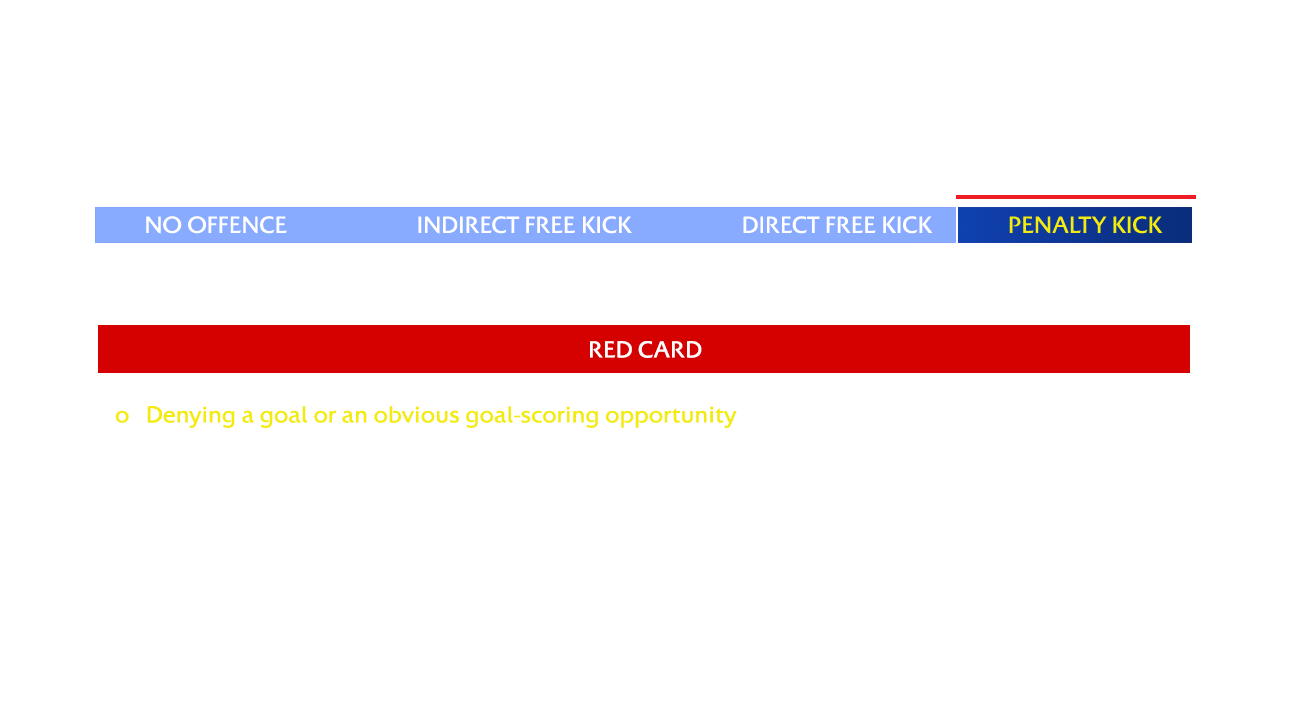 NO OFFENCE INDIRECT FREE KICK DIRECT FREE KICK PENALTY KICK
RED CARD
o Denying a goal or an obvious goal-scoring opportunity